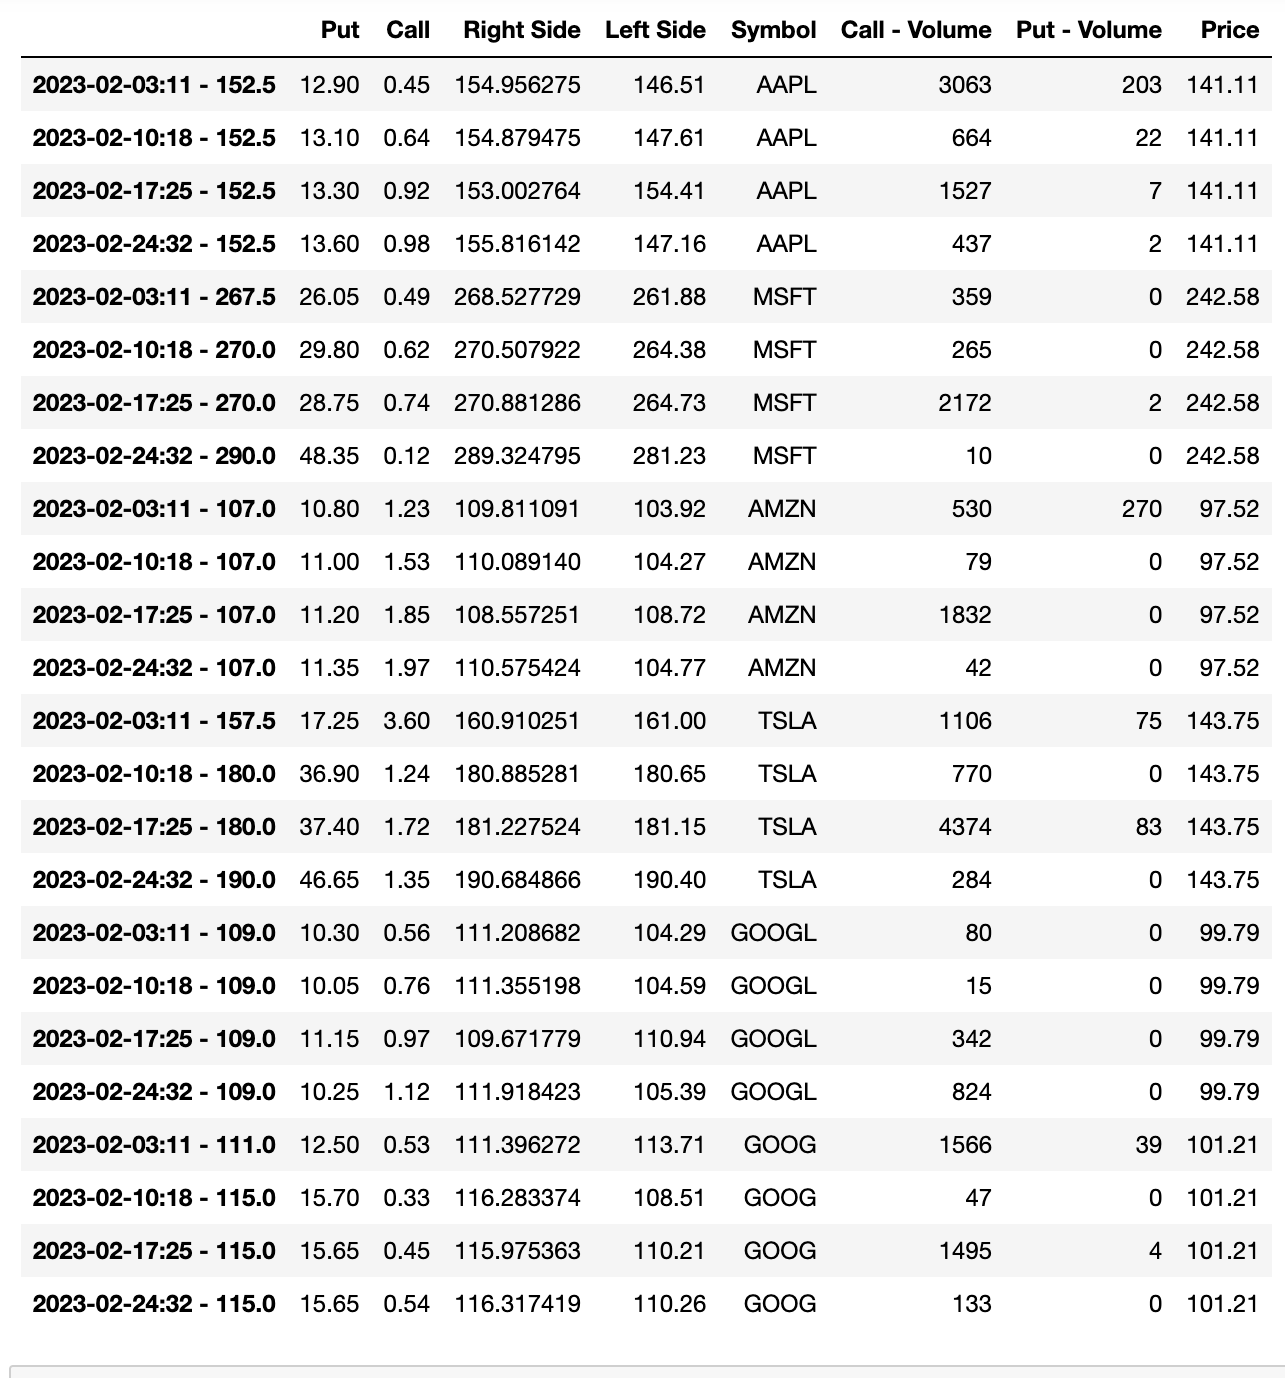 Put Call Right Side Left Side Symbol Call - Volume Put - Volume Price
2023-02-03:11 - 152.5 12.90 0.45 154.956275 146.51 AAPL 3063 203 141.11
2023-02-10:18 - 152.5 13.10 0.64 154.879475 147.61 AAPL 664 22 141.11
2023-02-17:25 - 152.5 13.30 0.92 153.002764 154.41 AAPL 1527 7 141.11
2023-02-24:32 - 152.5 13.60 0.98 155.816142 147.16 AAPL 437 2 141.11
2023-02-03:11 - 267.5 26.05 0.49 268.527729 261.88 MSFT 359 0 242.58
2023-02-10:18 - 270.0 29.80 0.62 270.507922 264.38 MSFT 265 0 242.58
2023-02-17:25 - 270.0 28.75 0.74 270.881286 264.73 MSFT 2172 2 242.58
2023-02-24:32 - 290.0 48.35 0.12 289.324795 281.23 MSFT 10 0 242.58
2023-02-03:11 - 107.0 10.80 1.23 109.811091 103.92 AMZN 530 270 97.52
2023-02-10:18 - 107.0 11.00 1.53 110.089140 104.27 AMZN 79 0 97.52
2023-02-17:25 - 107.0 11.20 1.85 108.557251 108.72 AMZN 1832 0 97.52
2023-02-24:32 - 107.0 11.35 1.97 110.575424 104.77 AMZN 42 0 97.52
2023-02-03:11 - 157.5 17.25 3.60 160.910251 161.00 TSLA 1106 75 143.75
2023-02-10:18 - 180.0 36.90 1.24 180.885281 180.65 TSLA 770 0 143.75
2023-02-17:25 - 180.0 37.40 1.72 181.227524 181.15 TSLA 4374 83 143.75
2023-02-24:32 - 190.0 46.65 1.35 190.684866 190.40 TSLA 284 0 143.75
2023-02-03:11 - 109.0 10.30 0.56 111.208682 104.29 GOOGL 80 0 99.79
2023-02-10:18 - 109.0 10.05 0.76 111.355198 104.59 GOOGL 15 0 99.79
2023-02-17:25 - 109.0 11.15 0.97 109.671779 110.94 GOOGL 342 0 99.79
2023-02-24:32 - 109.0 10.25 1.12 111.918423 105.39 GOOGL 824 0 99.79
2023-02-03:11 - 111.0 12.50 0.53 111.396272 113.71 GOOG 1566 39 101.21
2023-02-10:18 - 115.0 15.70 0.33 116.283374 108.51 GOOG 47 0 101.21
2023-02-17:25 - 115.0 15.65 0.45 115.975363 110.21 GOOG 1495 4 101.21
2023-02-24:32 - 115.0 15.65 0.54 116.317419 110.26 GOOG 133 0 101.21